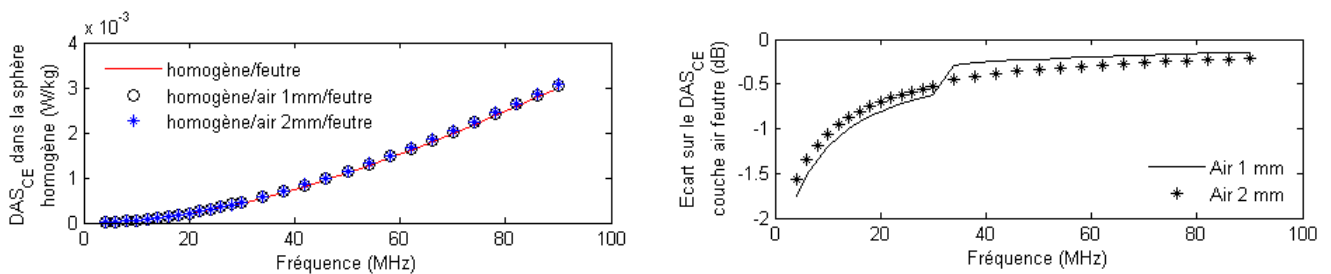 x 10⁻³
4
3
2
1
0
0 20 40 60 80 100
DAS_CE dans la sphère
homogène (W/kg)
homogène/feutre
homogène/air 1mm/feutre
homogène/air 2mm/feutre
Fréquence (MHz)
0
-0.5
-1
-1.5
-2
0 20 40 60 80 100
Ecart sur le DAS_CE
couche air feutre (dB)
Air 1 mm
Air 2 mm
Fréquence (MHz)